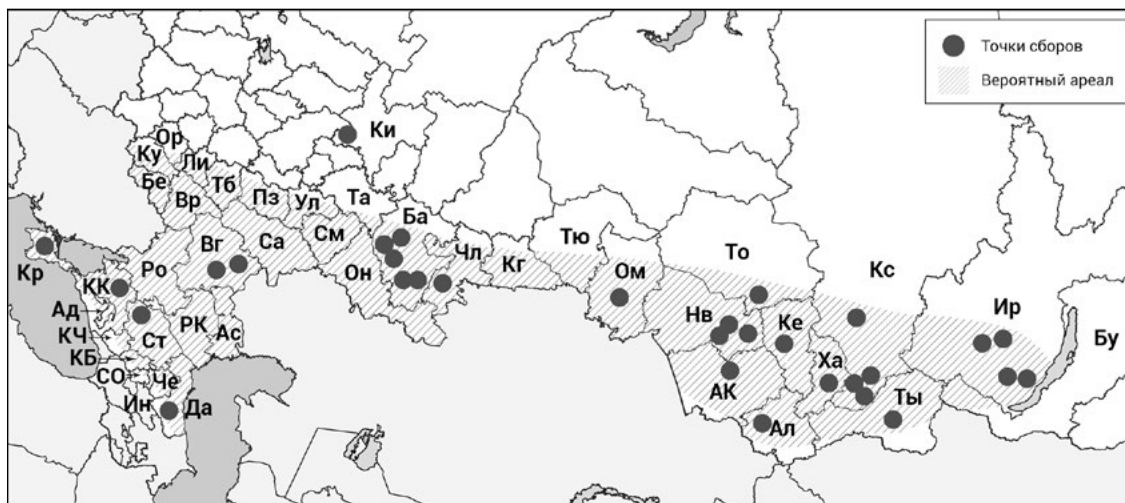 Точки сборов
Вероятный ареал
Ки
Ор
Ку
Ли
Бе
Вр
Тб
Пз
Ул
Та
Ба
См
Са
Вг
Он
Чл
Кг
Тю
Ом
То
Кс
Ир
Бу
Нв
Ке
Ха
АК
Ал
Ты
Кр
Ро
КК
Ад
КЧ
КБ
СО
Ин
Ст
РК
Ас
Че
Да